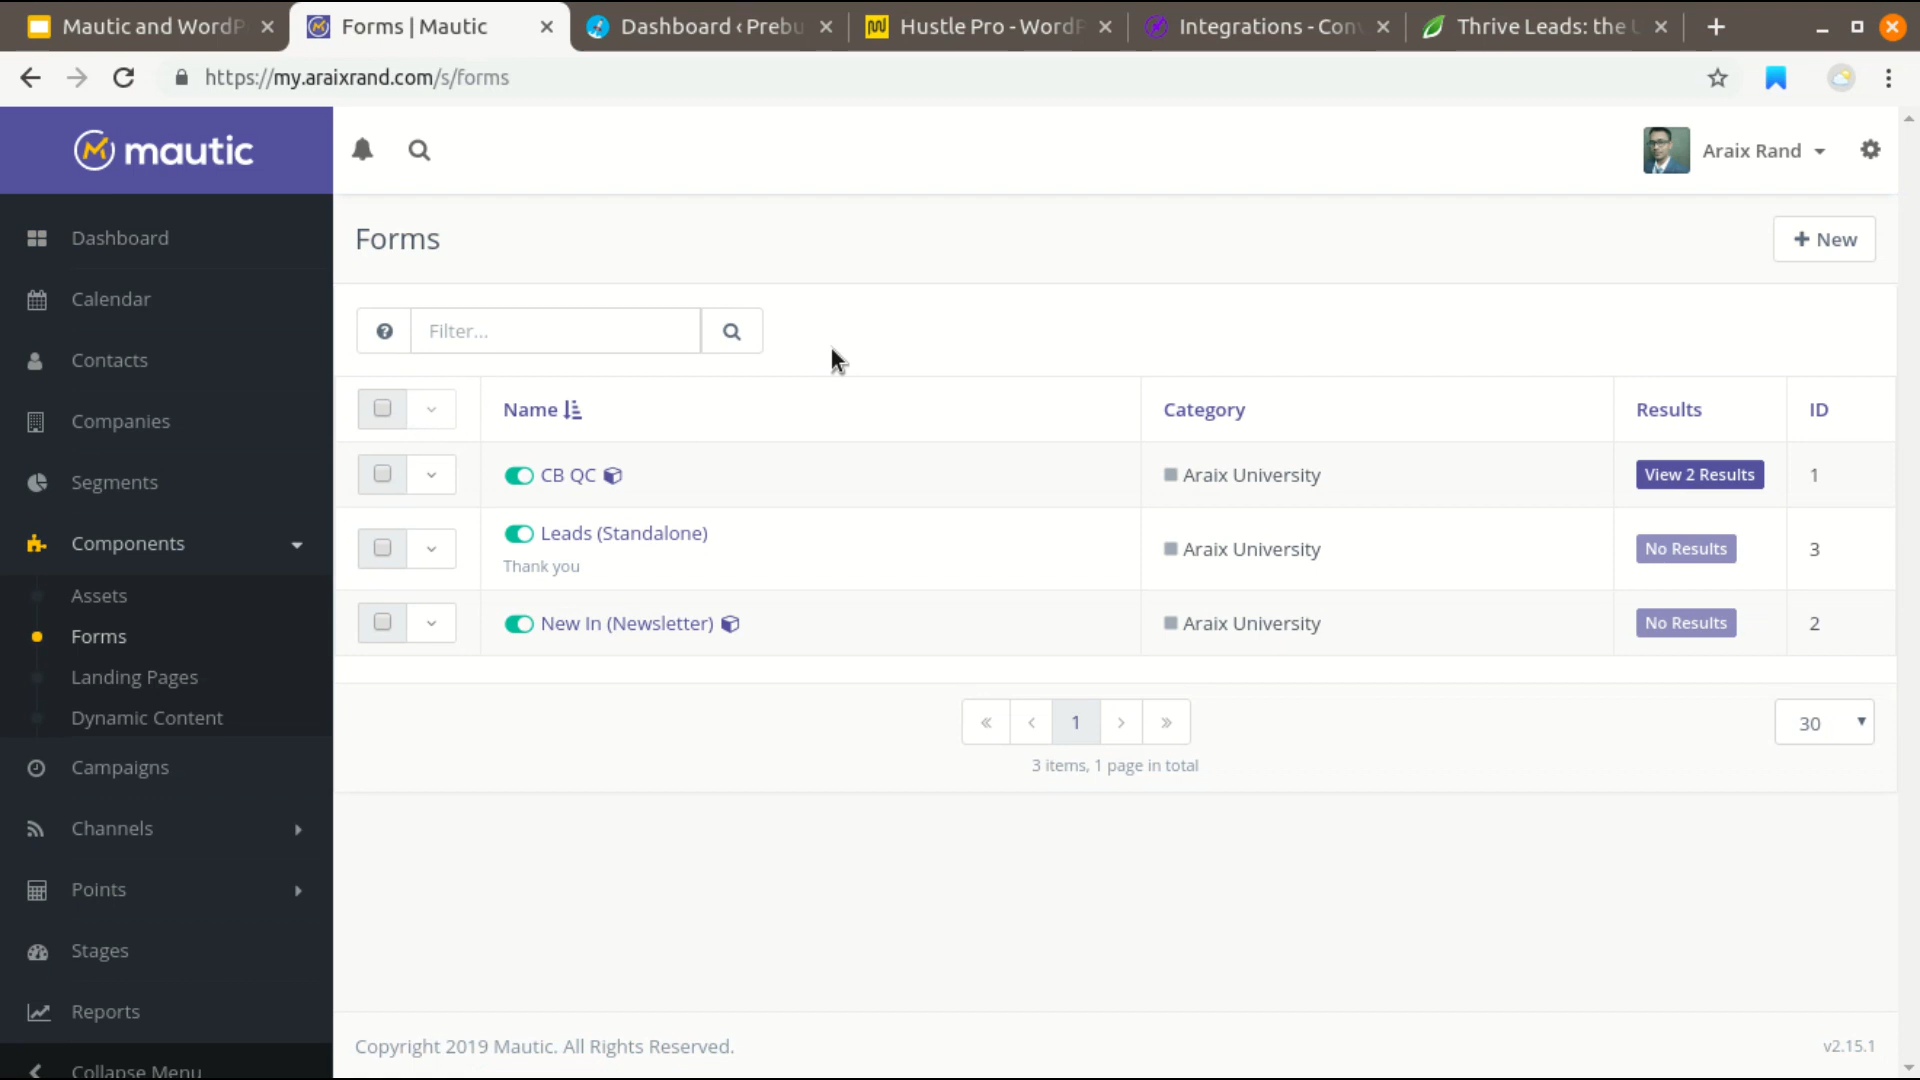 Mautic and WordP
Forms | Mautic
Dashboard ‹ Prebu
Hustle Pro - WordP
Integrations - Con
Thrive Leads: the
https://my.araixrand.com/s/forms
mautic
Araix Rand
Dashboard
Calendar
Contacts
Companies
Segments
Components
Assets
Forms
Landing Pages
Dynamic Content
Campaigns
Channels
Points
Stages
Reports
Collapse Menu
Forms
+ New
Filter...
Name
Category
Results
ID
CB QC
Araix University
View 2 Results
1
Leads (Standalone)
Thank you
Araix University
No Results
3
New In (Newsletter)
Araix University
No Results
2
« ‹ 1 › »
30
3 items, 1 page in total
Copyright 2019 Mautic. All Rights Reserved.
v2.15.1